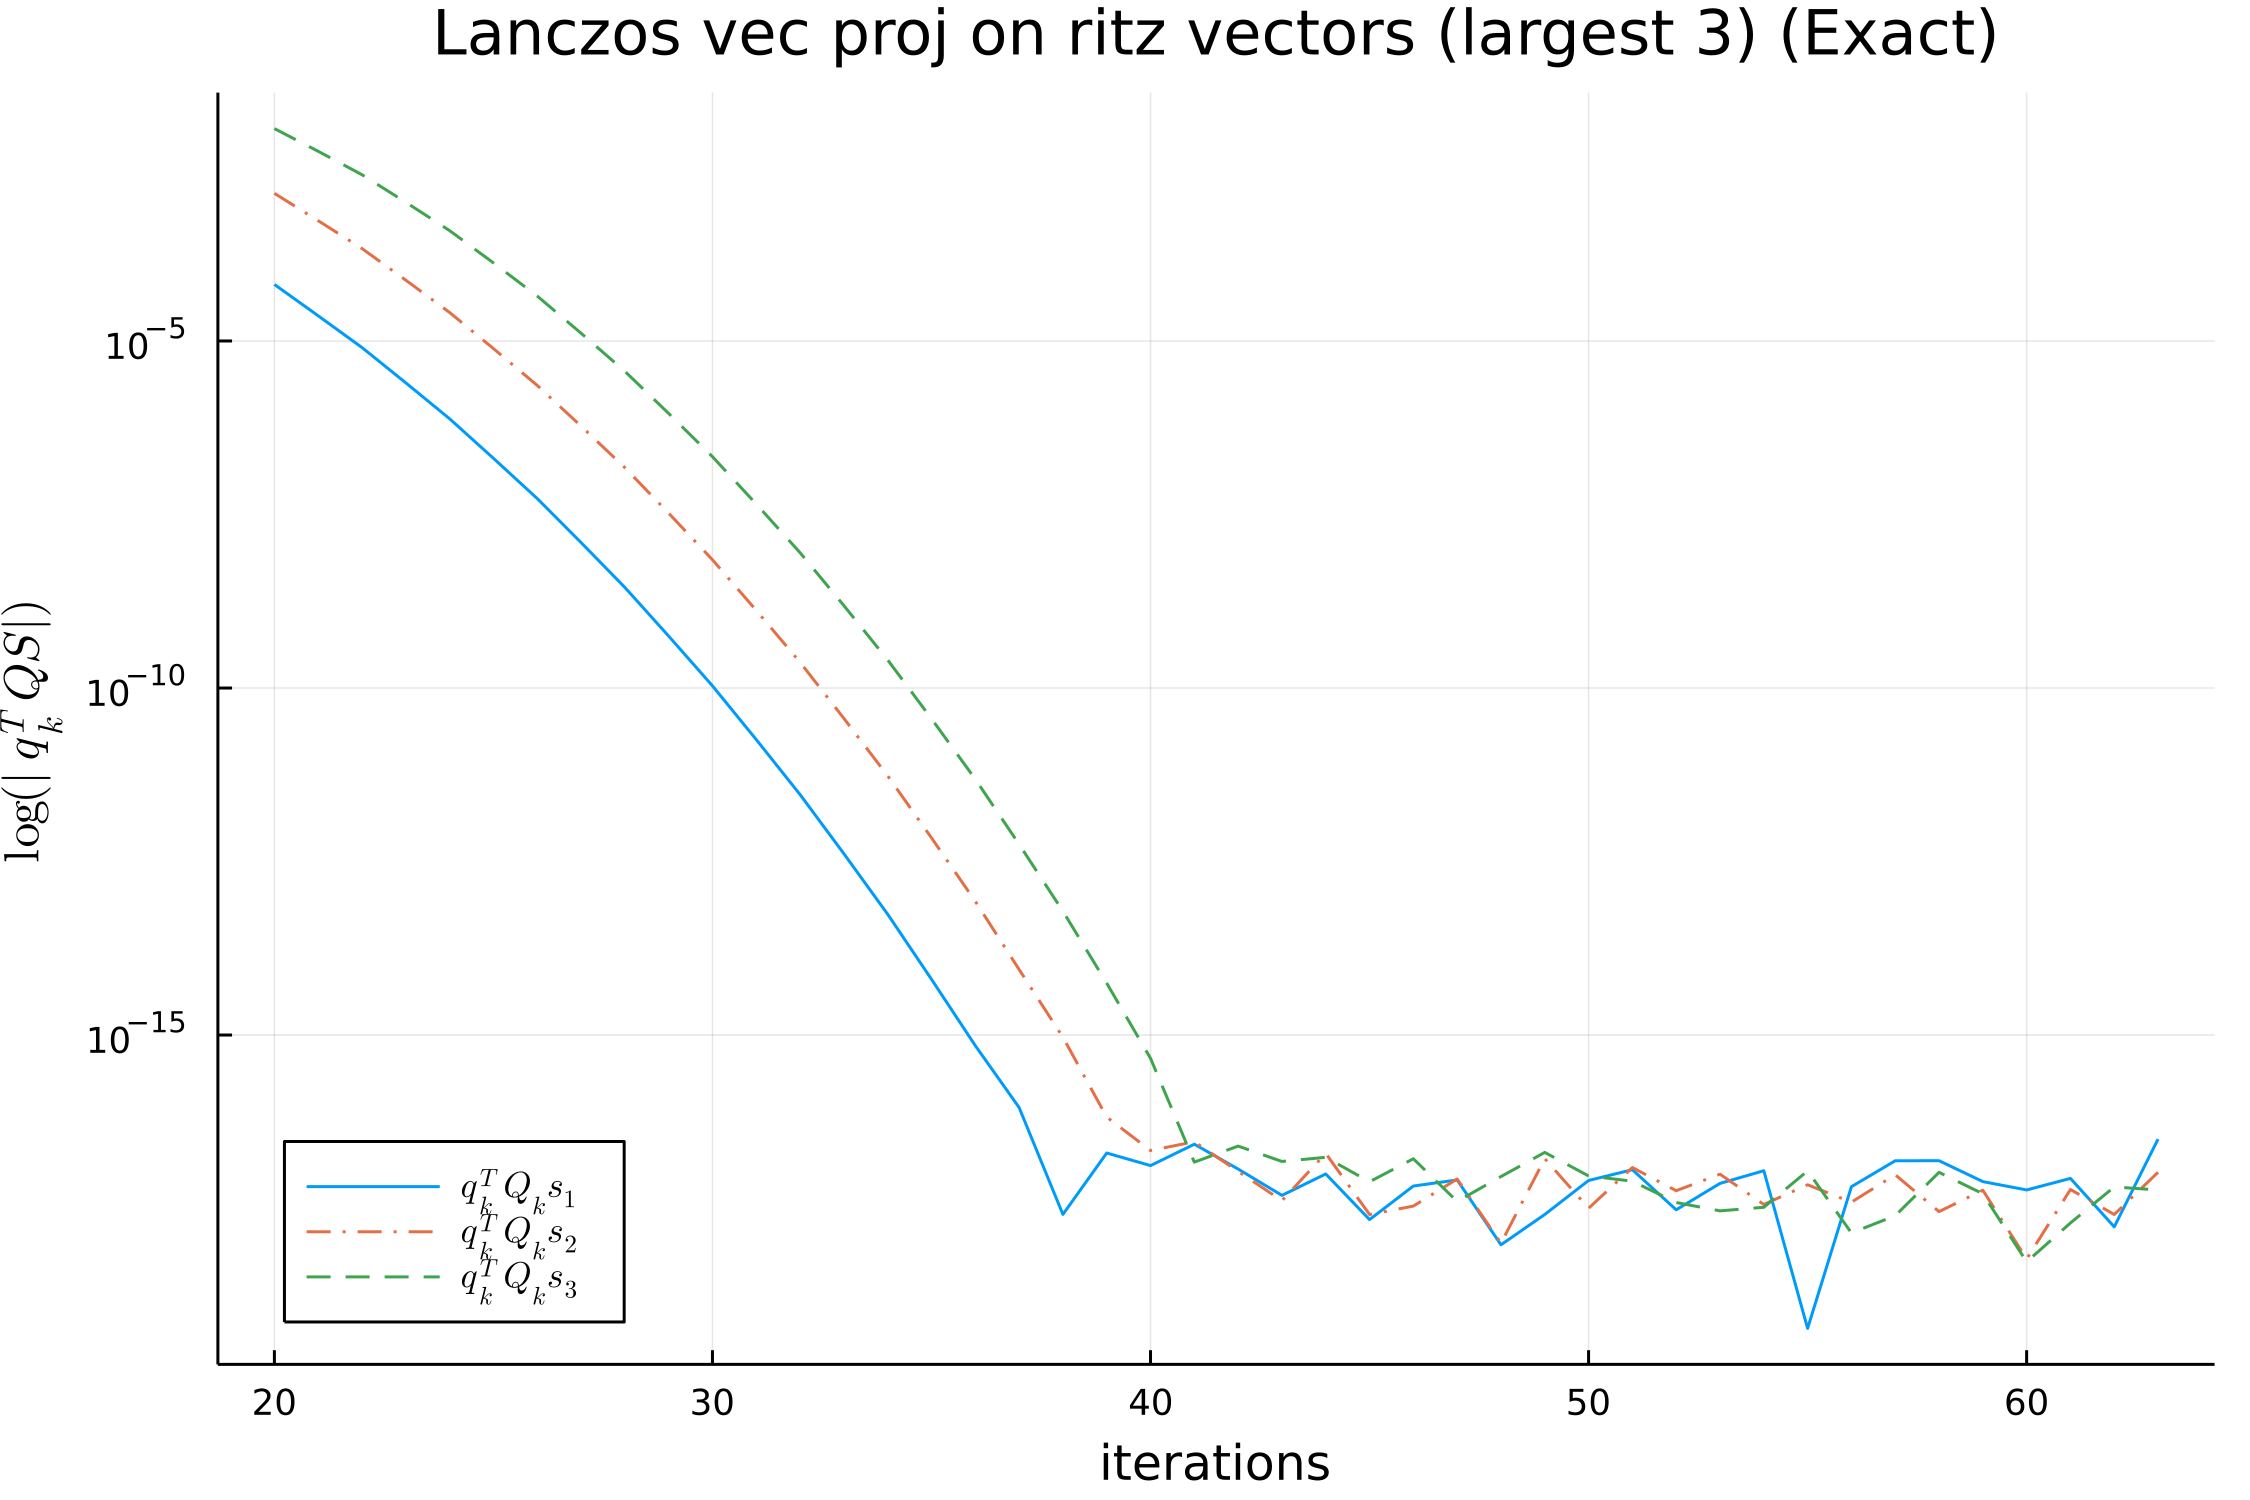 Lanczos vec proj on ritz vectors (largest 3) (Exact)
log(| q_k^T QS|)
10^−5
10^−10
10^−15
q_k^T Q_k s_1
q_k^T Q_k s_2
q_k^T Q_k s_3
20 30 40 50 60
iterations